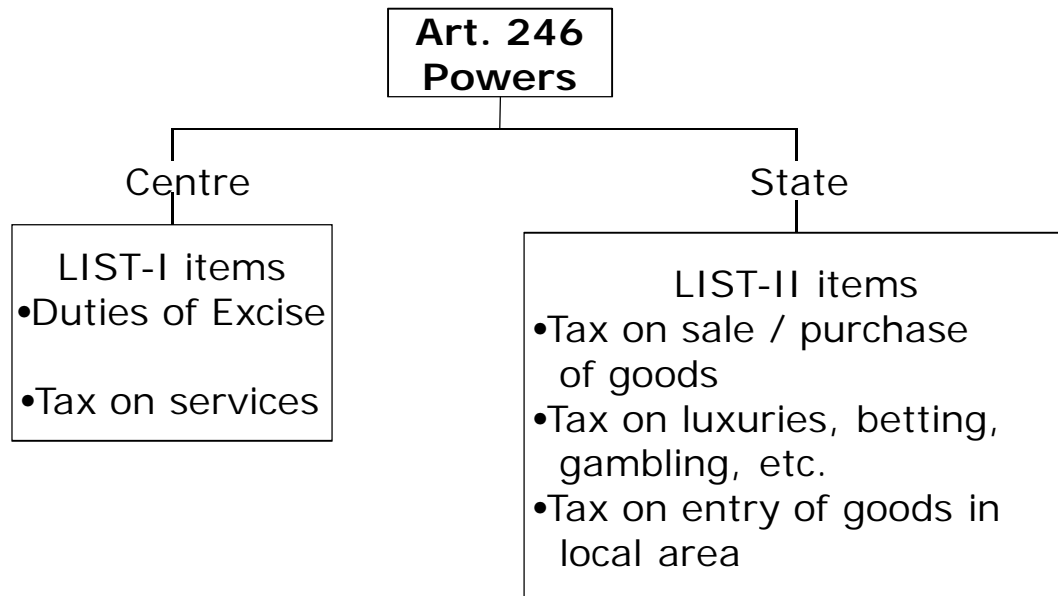 Art. 246
Powers
Centre
State
LIST-I items
•Duties of Excise
•Tax on services
LIST-II items
•Tax on sale / purchase
of goods
•Tax on luxuries, betting,
gambling, etc.
•Tax on entry of goods in
local area